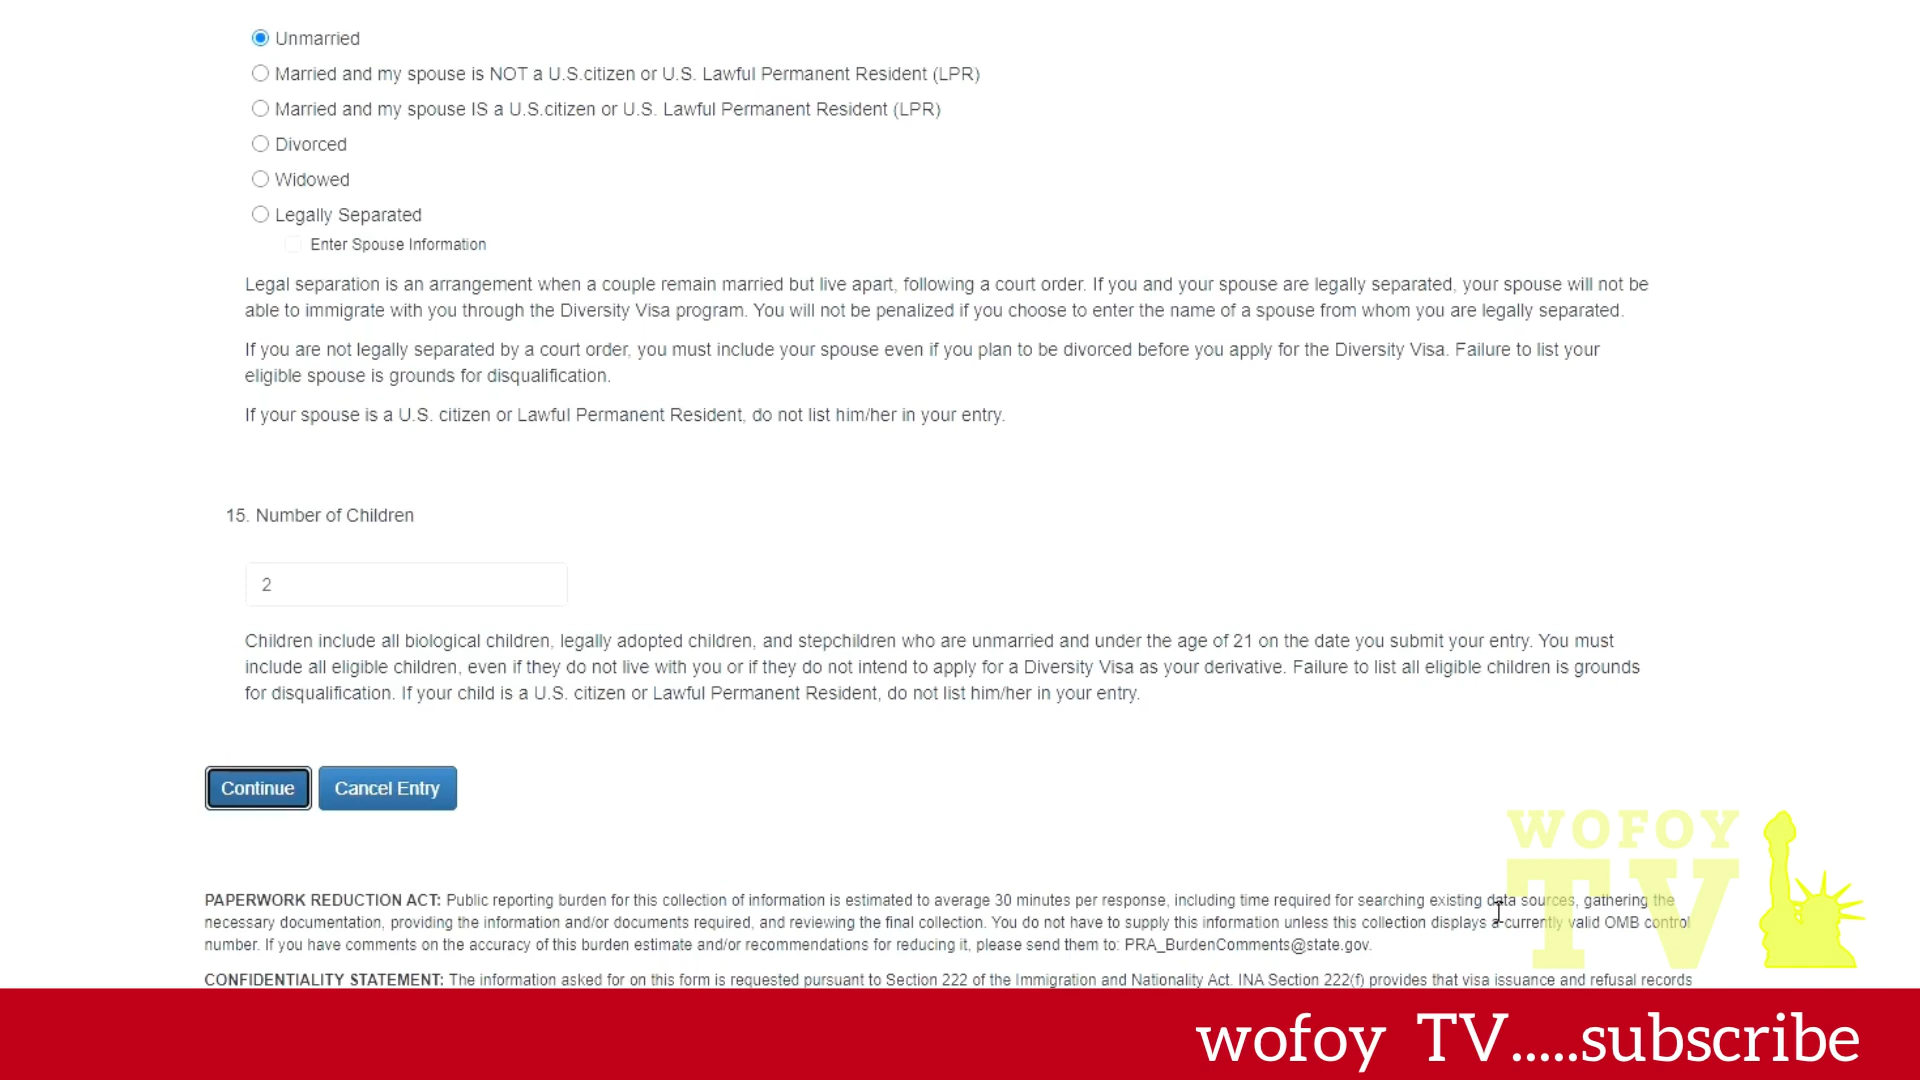 Unmarried
Married and my spouse is NOT a U.S.citizen or U.S. Lawful Permanent Resident (LPR)
Married and my spouse IS a U.S.citizen or U.S. Lawful Permanent Resident (LPR)
Divorced
Widowed
Legally Separated
Enter Spouse Information
Legal separation is an arrangement when a couple remain married but live apart, following a court order. If you and your spouse are legally separated, your spouse will not be
able to immigrate with you through the Diversity Visa program. You will not be penalized if you choose to enter the name of a spouse from whom you are legally separated.
If you are not legally separated by a court order, you must include your spouse even if you plan to be divorced before you apply for the Diversity Visa. Failure to list your
eligible spouse is grounds for disqualification.
If your spouse is a U.S. citizen or Lawful Permanent Resident, do not list him/her in your entry.
15. Number of Children
2
Children include all biological children, legally adopted children, and stepchildren who are unmarried and under the age of 21 on the date you submit your entry. You must
include all eligible children, even if they do not live with you or if they do not intend to apply for a Diversity Visa as your derivative. Failure to list all eligible children is grounds
for disqualification. If your child is a U.S. citizen or Lawful Permanent Resident, do not list him/her in your entry.
Continue Cancel Entry
WOFOY
TV
PAPERWORK REDUCTION ACT: Public reporting burden for this collection of information is estimated to average 30 minutes per response, including time required for searching existing data sources, gathering the
necessary documentation, providing the information and/or documents required, and reviewing the final collection. You do not have to supply this information unless this collection displays a currently valid OMB control
number. If you have comments on the accuracy of this burden estimate and/or recommendations for reducing it, please send them to: PRA_BurdenComments@state.gov.
CONFIDENTIALITY STATEMENT: The information asked for on this form is requested pursuant to Section 222 of the Immigration and Nationality Act. INA Section 222(f) provides that visa issuance and refusal records
wofoy TV.....subscribe